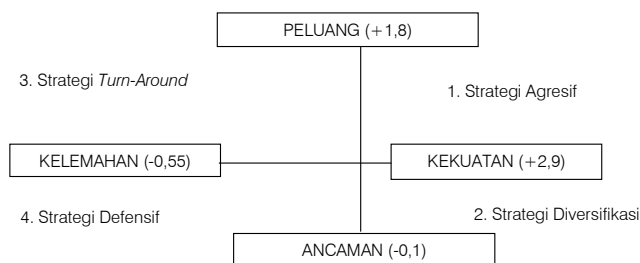 PELUANG (+1,8)
3. Strategi Turn-Around
1. Strategi Agresif
KELEMAHAN (-0,55)
KEKUATAN (+2,9)
4. Strategi Defensif
2. Strategi Diversifikasi
ANCAMAN (-0,1)